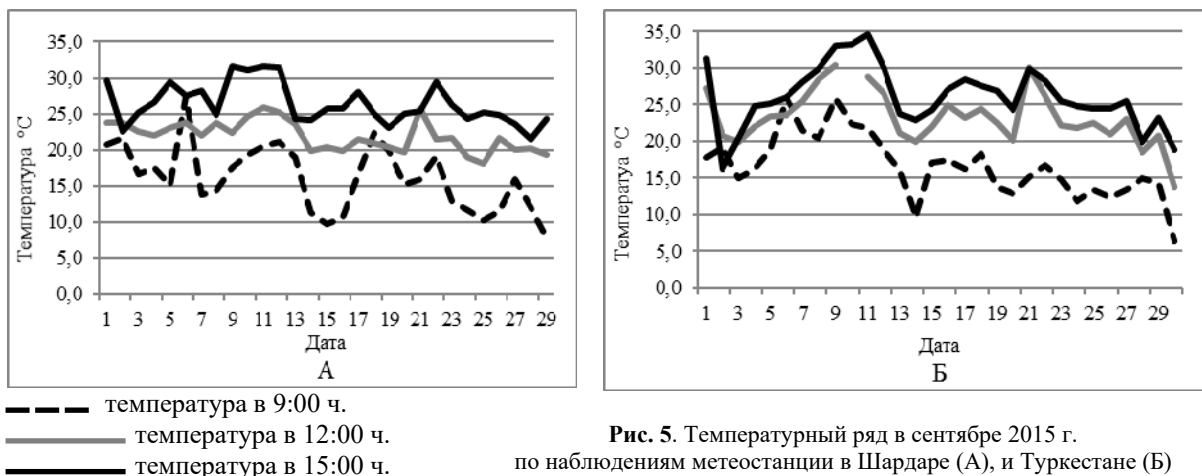 35,0
30,0
25,0
20,0
15,0
10,0
5,0
0,0
Температура °C
1 3 5 7 9 11 13 15 17 19 21 23 25 27 29
Дата
А
35,0
30,0
25,0
20,0
15,0
10,0
5,0
0,0
Температура °C
1 3 5 7 9 11 13 15 17 19 21 23 25 27 29
Дата
Б
температура в 9:00 ч.
температура в 12:00 ч.
температура в 15:00 ч.
Рис. 5. Температурный ряд в сентябре 2015 г.
по наблюдениям метеостанции в Шардаре (А), и Туркестане (Б)